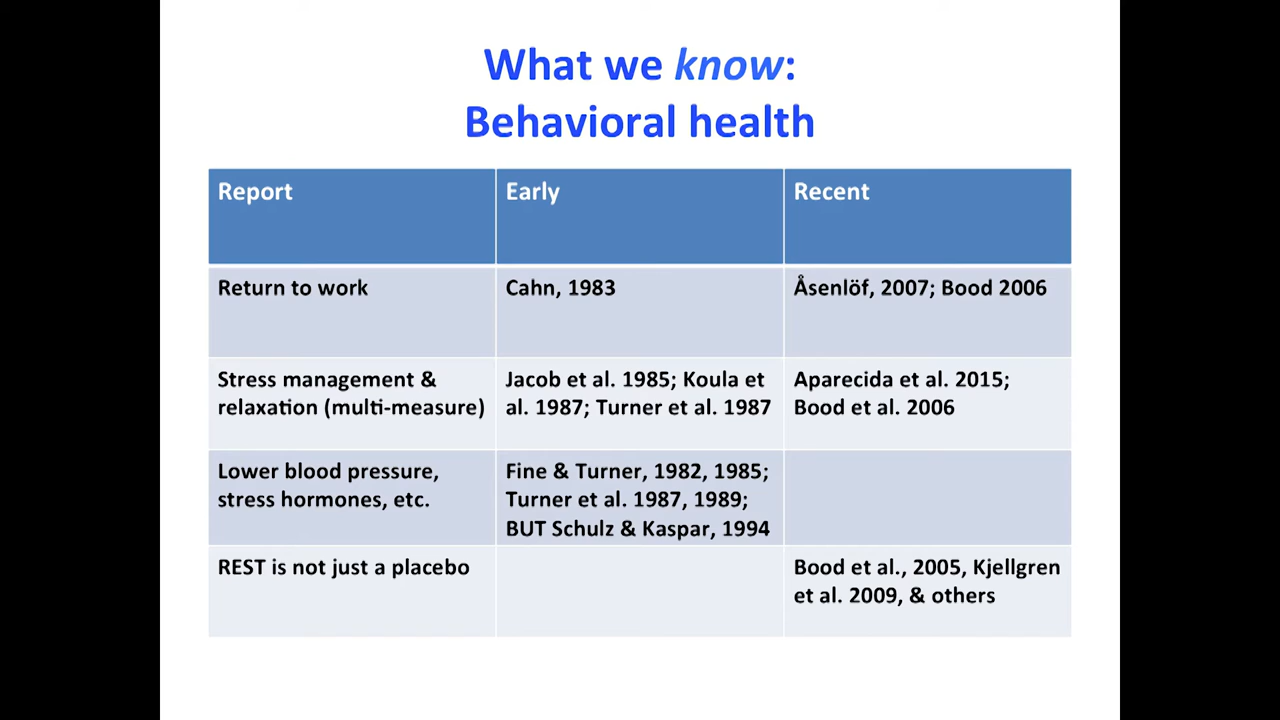 What we know:
Behavioral health
Report Early Recent
Return to work Cahn, 1983 Åsenlöf, 2007; Bood 2006
Stress management &
relaxation (multi-measure)
Jacob et al. 1985; Koula et
al. 1987; Turner et al. 1987
Aparecida et al. 2015;
Bood et al. 2006
Lower blood pressure,
stress hormones, etc.
Fine & Turner, 1982, 1985;
Turner et al. 1987, 1989;
BUT Schulz & Kaspar, 1994
REST is not just a placebo
Bood et al., 2005, Kjellgren
et al. 2009, & others